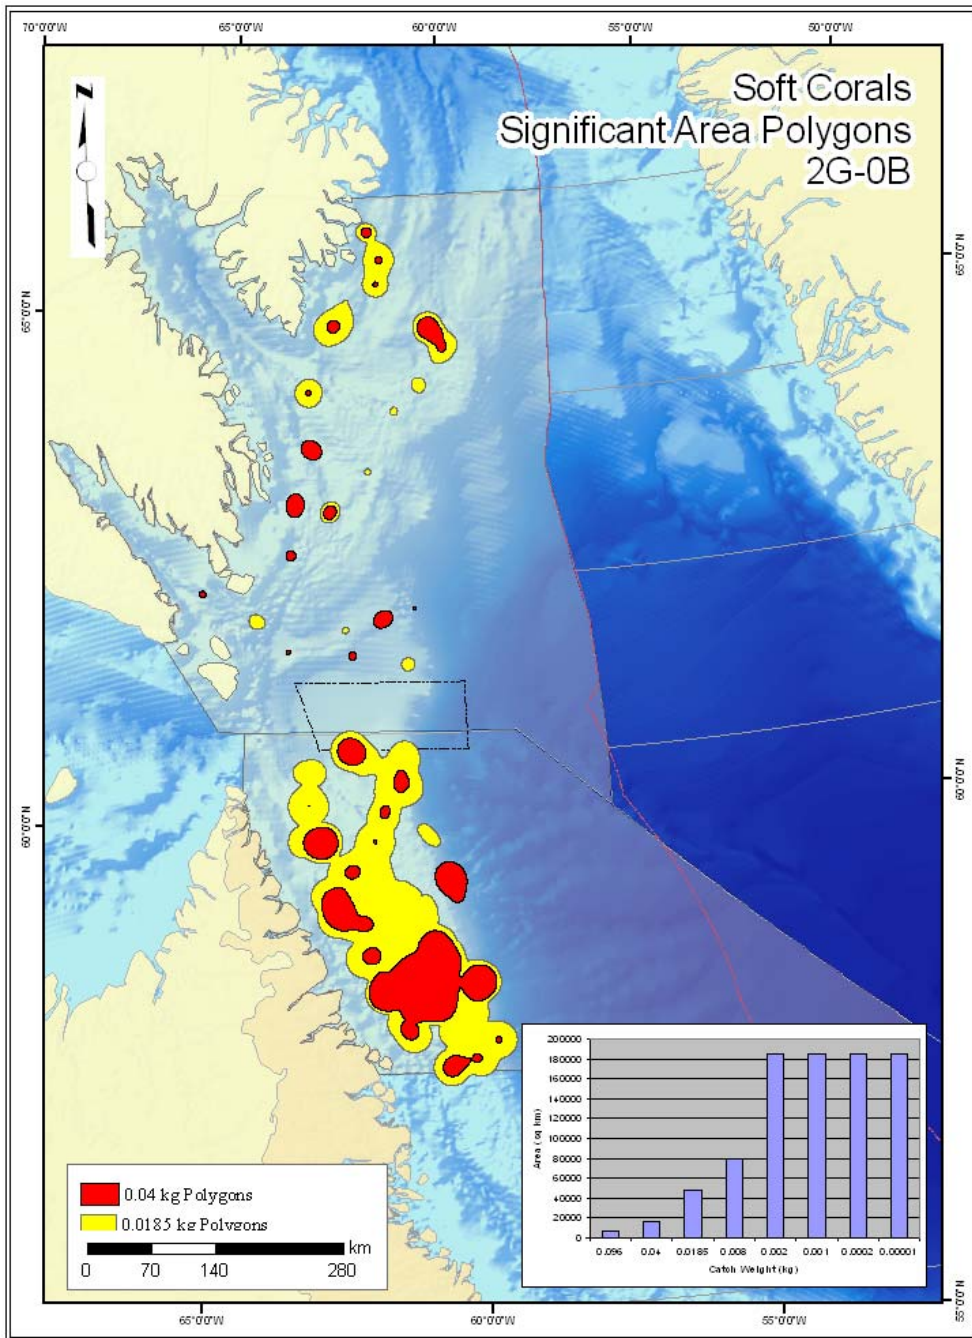 70°0'0"W 65°0'0"W 60°0'0"W 55°0'0"W 50°0'0"W
Soft Corals
Significant Area Polygons
2G-0B
N
65°0'0"N
65°0'0"N
60°0'0"N
60°0'0"N
55°0'0"N
0.04 kg Polygons
0.0185 kg Polygons
km
0 70 140 280
200000
180000
160000
140000
120000
100000
80000
60000
40000
20000
0
Area (sq km)
0.096 0.04 0.0185 0.008 0.002 0.001 0.0002 0.00001
Catch Weight (kg)
65°0'0"W 60°0'0"W 55°0'0"W